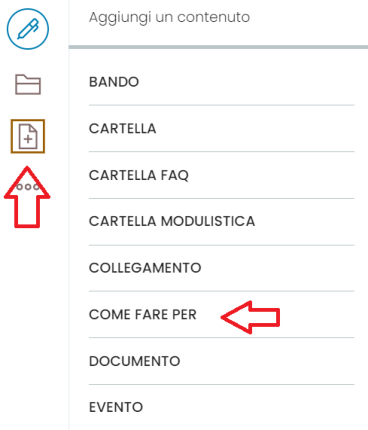 Aggiungi un contenuto
BANDO
CARTELLA
CARTELLA FAQ
CARTELLA MODULISTICA
COLLEGAMENTO
COME FARE PER
DOCUMENTO
EVENTO